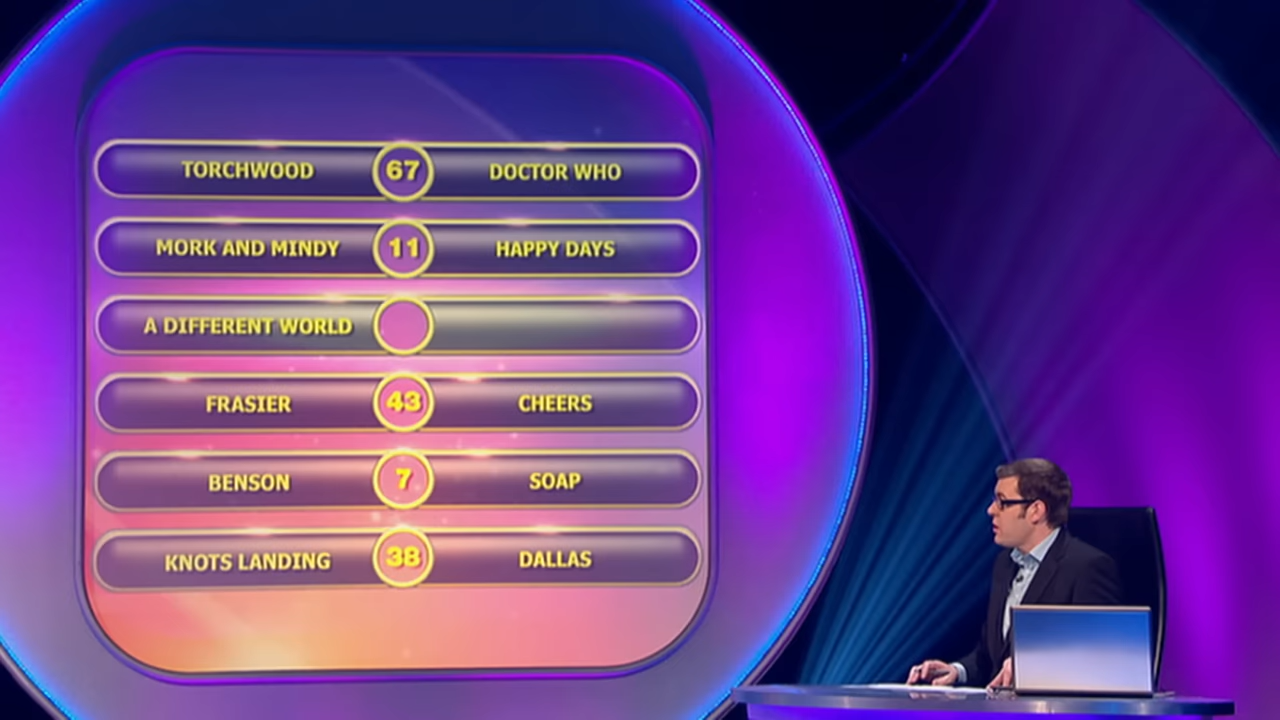 TORCHWOOD 67 DOCTOR WHO
MORK AND MINDY 11 HAPPY DAYS
A DIFFERENT WORLD
FRASIER 43 CHEERS
BENSON 7 SOAP
KNOTS LANDING 38 DALLAS